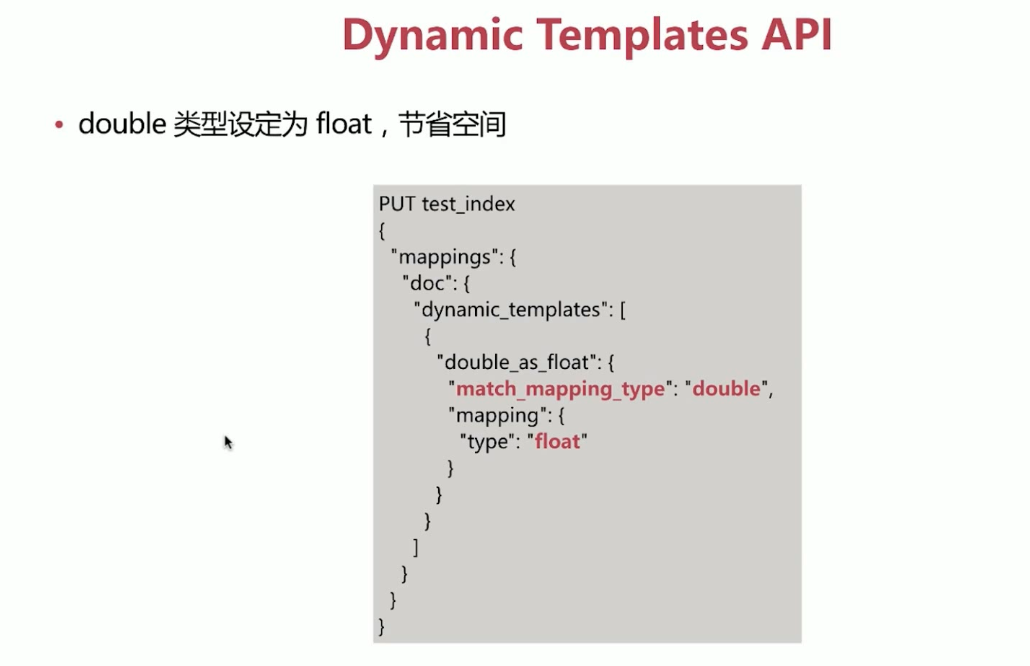 Dynamic Templates API
• double 类型设定为 float，节省空间
PUT test_index
{
"mappings": {
"doc": {
"dynamic_templates": [
{
"double_as_float": {
"match_mapping_type": "double",
"mapping": {
"type": "float"
}
}
}
]
}
}
}